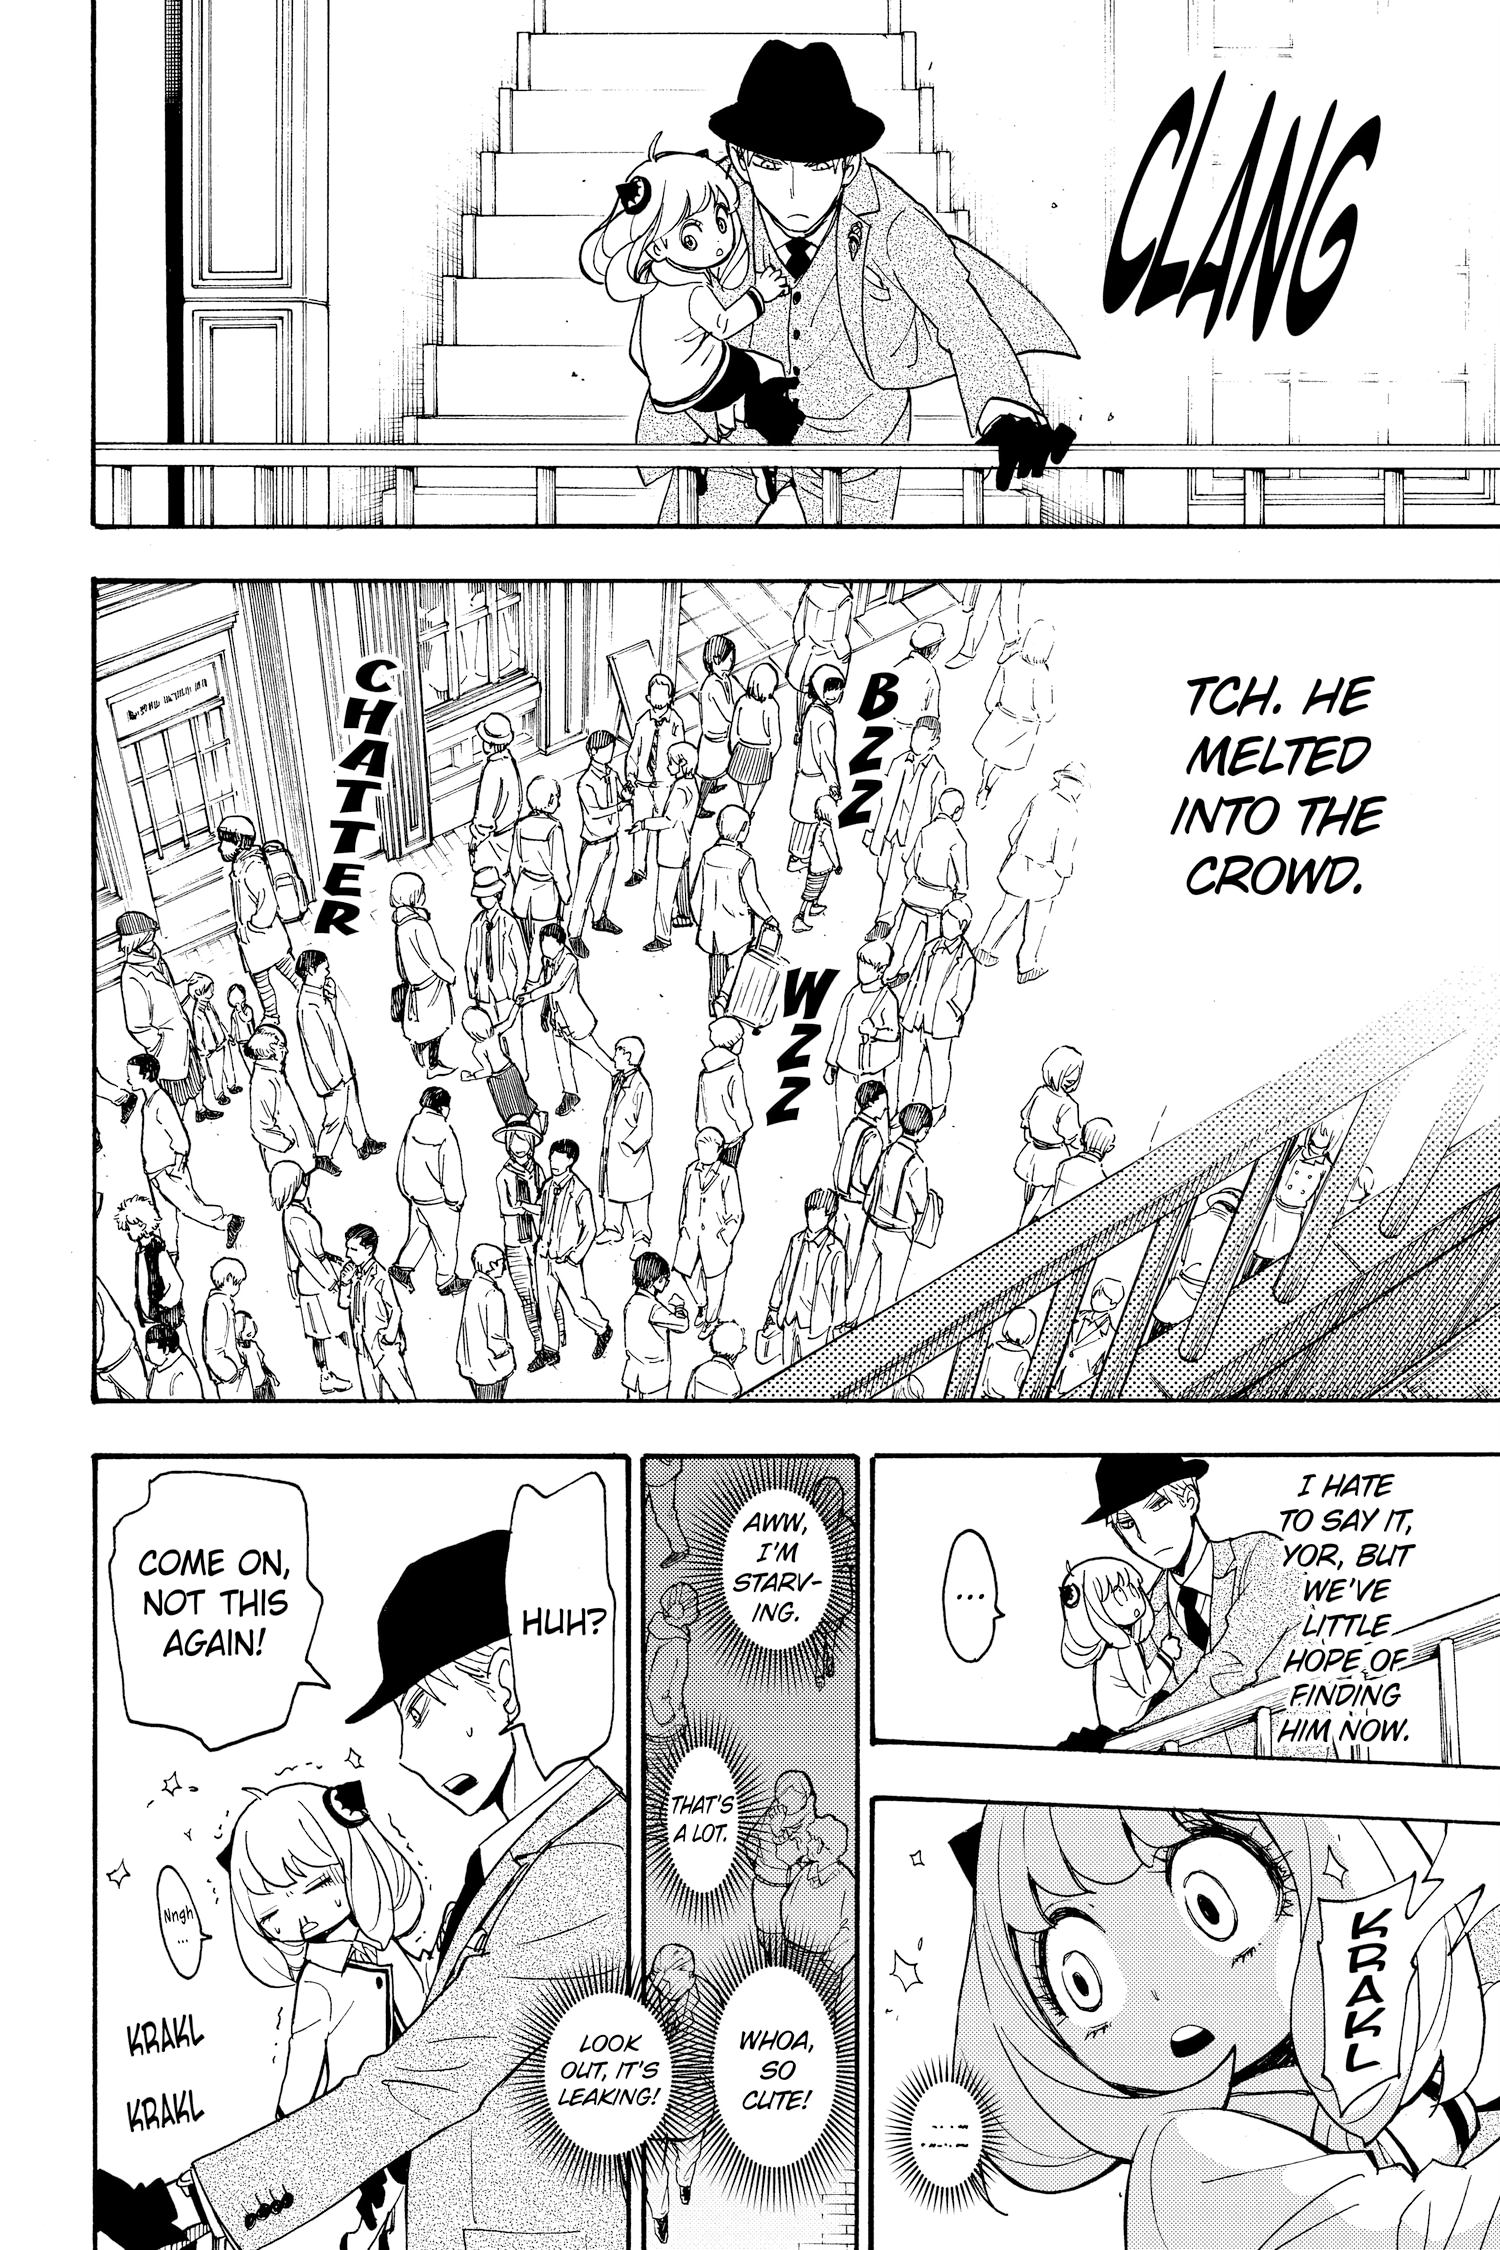 CLANG
TCH. HE
MELTED
INTO THE
CROWD.
BZZ
WZZ
CHATTER
I HATE
TO SAY IT,
YOR, BUT
WE'VE
LITTLE
HOPE OF
FINDING
HIM NOW.
...
KRAKL
AWW,
I'M
STARV-
ING.
THAT'S
A LOT.
WHOA,
SO
CUTE!
LOOK
OUT, IT'S
LEAKING!
HUH?
COME ON,
NOT THIS
AGAIN!
Nngh
...
KRAKL
KRAKL